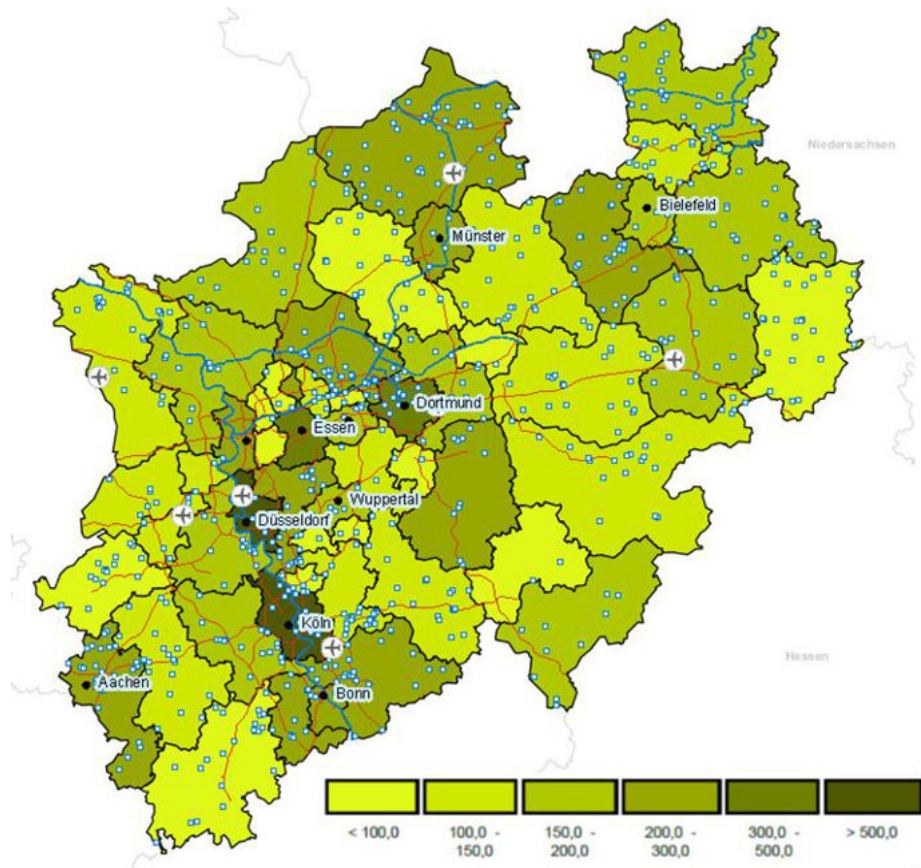 Niedersachsen
Bielefeld
Münster
Dortmund
Essen
Wuppertal
Düsseldorf
Köln
Hessen
Aachen
Bonn
< 100,0
100,0 -
150,0
150,0 -
200,0
200,0 -
300,0
300,0 -
500,0
> 500,0